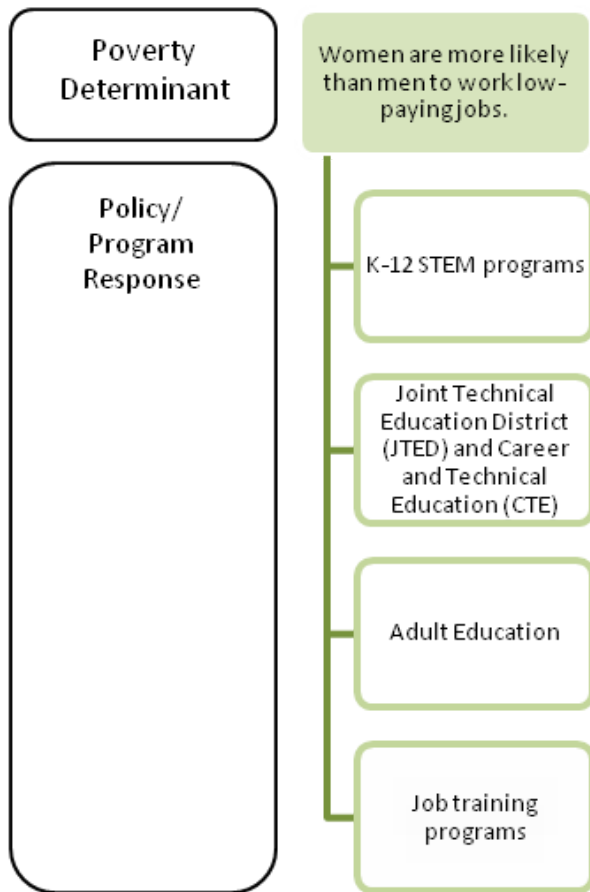 Poverty
Determinant
Women are more likely
than men to work low-
paying jobs.
Policy/
Program
Response
K-12 STEM programs
Joint Technical
Education District
(JTED) and Career
and Technical
Education (CTE)
Adult Education
Job training
programs